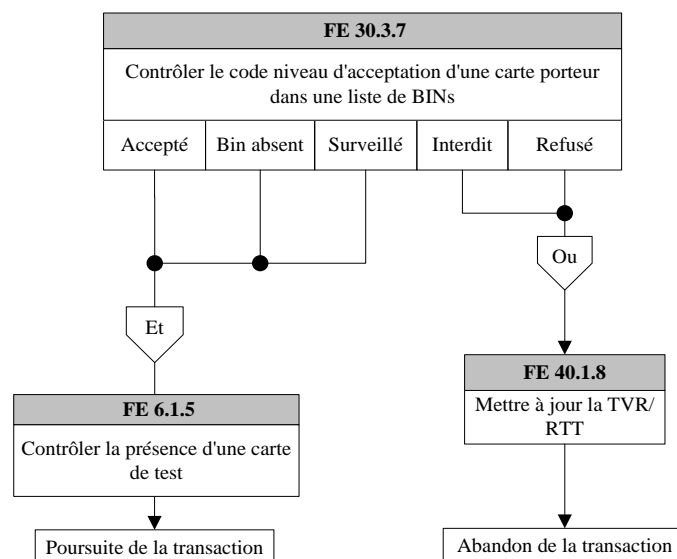 FE 30.3.7
Contrôler le code niveau d'acceptation d'une carte porteur
dans une liste de BINs
Accepté
Bin absent
Surveillé
Interdit
Refusé
Ou
Et
FE 40.1.8
Mettre à jour la TVR/
RTT
FE 6.1.5
Contrôler la présence d'une carte
de test
Poursuite de la transaction
Abandon de la transaction